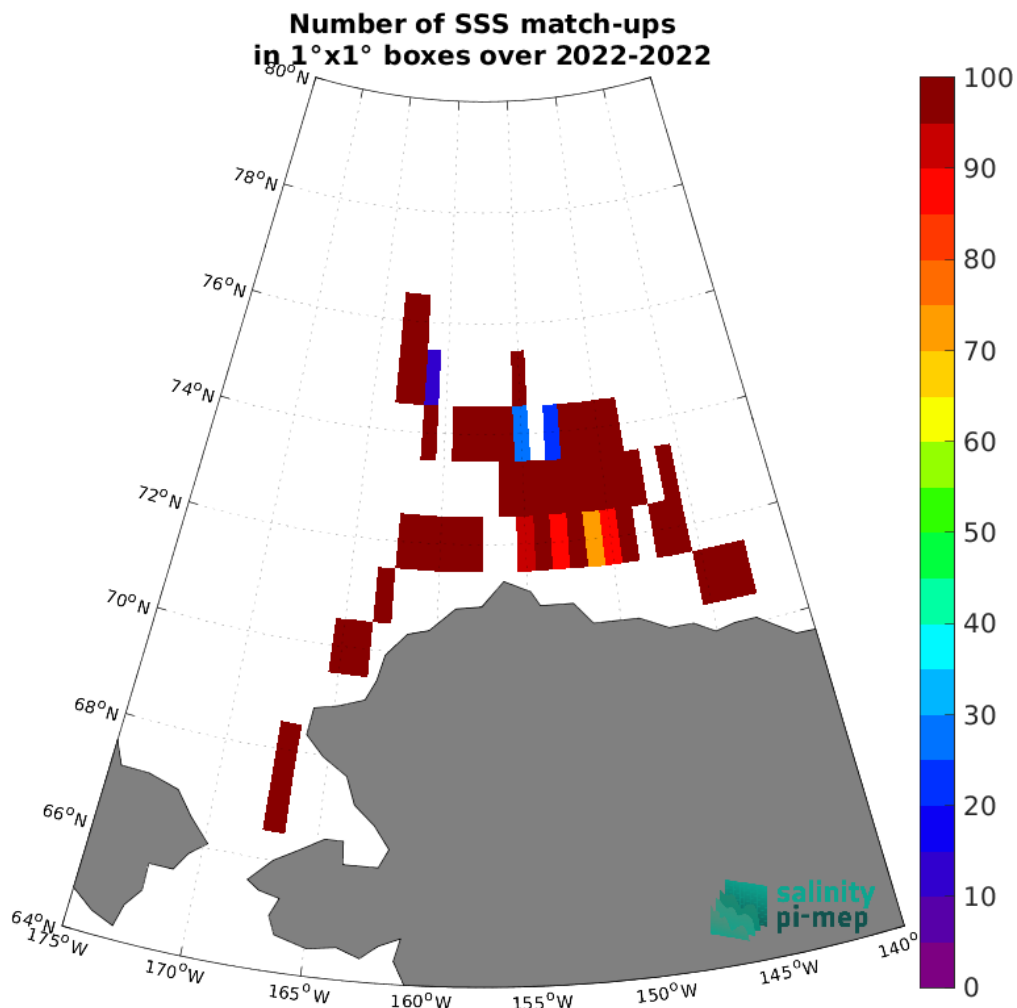 Number of SSS match-ups
in 1°x1° boxes over 2022-2022
80°N
78°N
76°N
74°N
72°N
70°N
68°N
66°N
64°N
175°W
170°W
165°W
160°W
155°W
150°W
145°W
140°
100
90
80
70
60
50
40
30
20
10
0
salinity
pi-mep